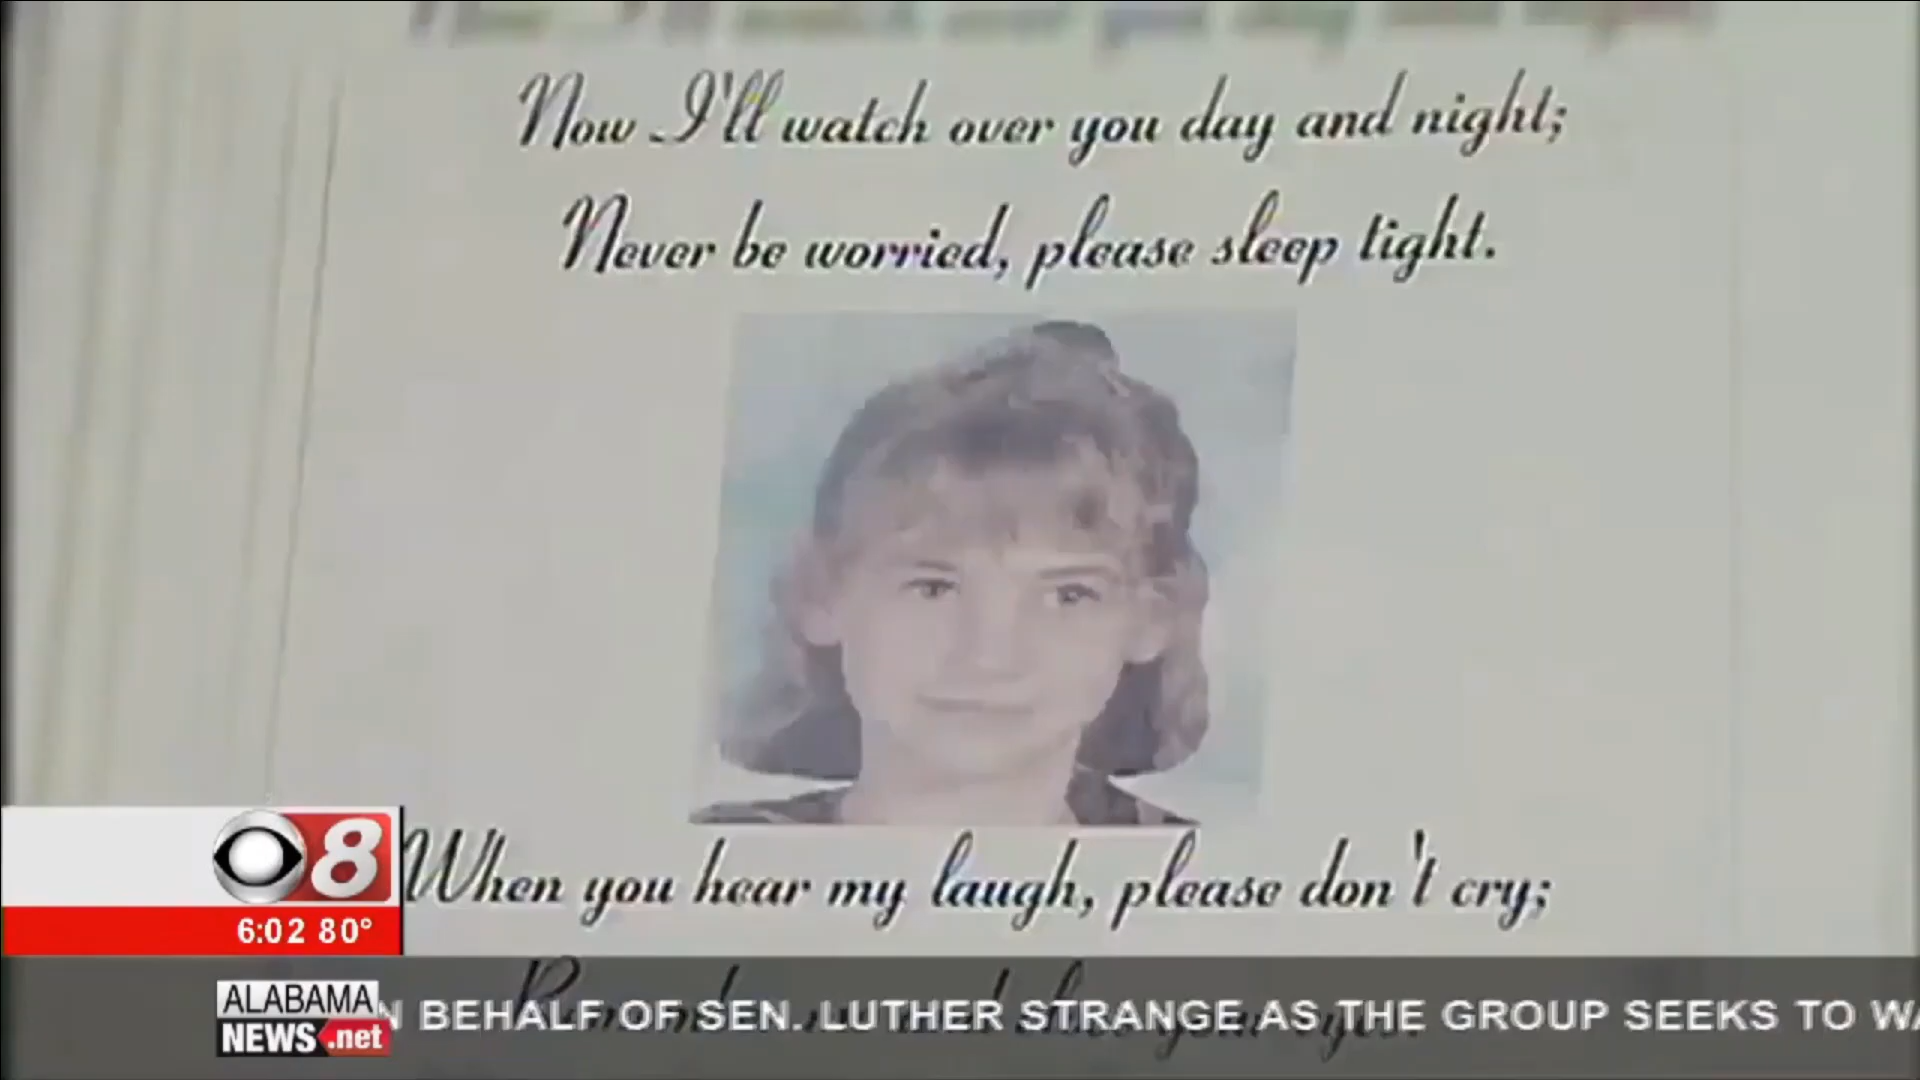 Now I'll watch over you day and night;
Never be worried, please sleep tight.
When you hear my laugh, please don't cry;
8
6:02 80°
ALABAMA
NEWS.net
BEHALF OF SEN. LUTHER STRANGE AS THE GROUP SEEKS TO